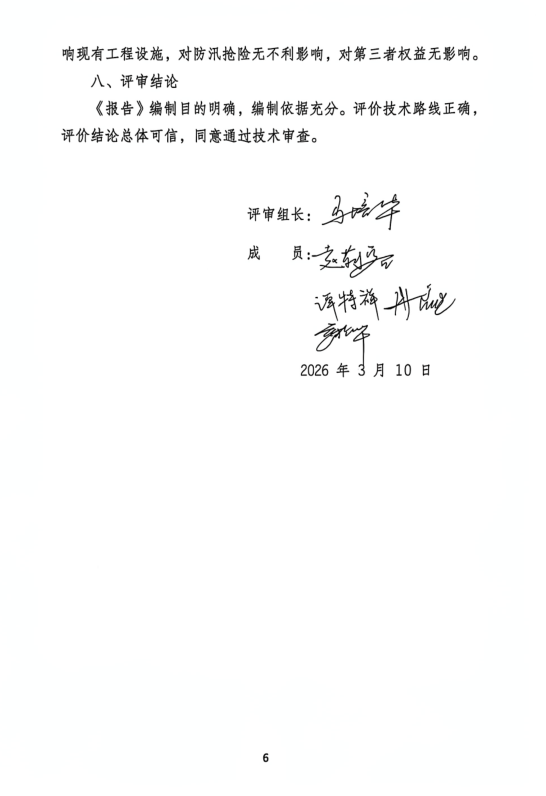 响现有工程设施，对防汛抢险无不利影响，对第三者权益无影响。
八、评审结论
《报告》编制目的明确，编制依据充分。评价技术路线正确，
评价结论总体可信，同意通过技术审查。
评审组长：
成 员：
谭特祥
2026 年 3 月 10 日
6